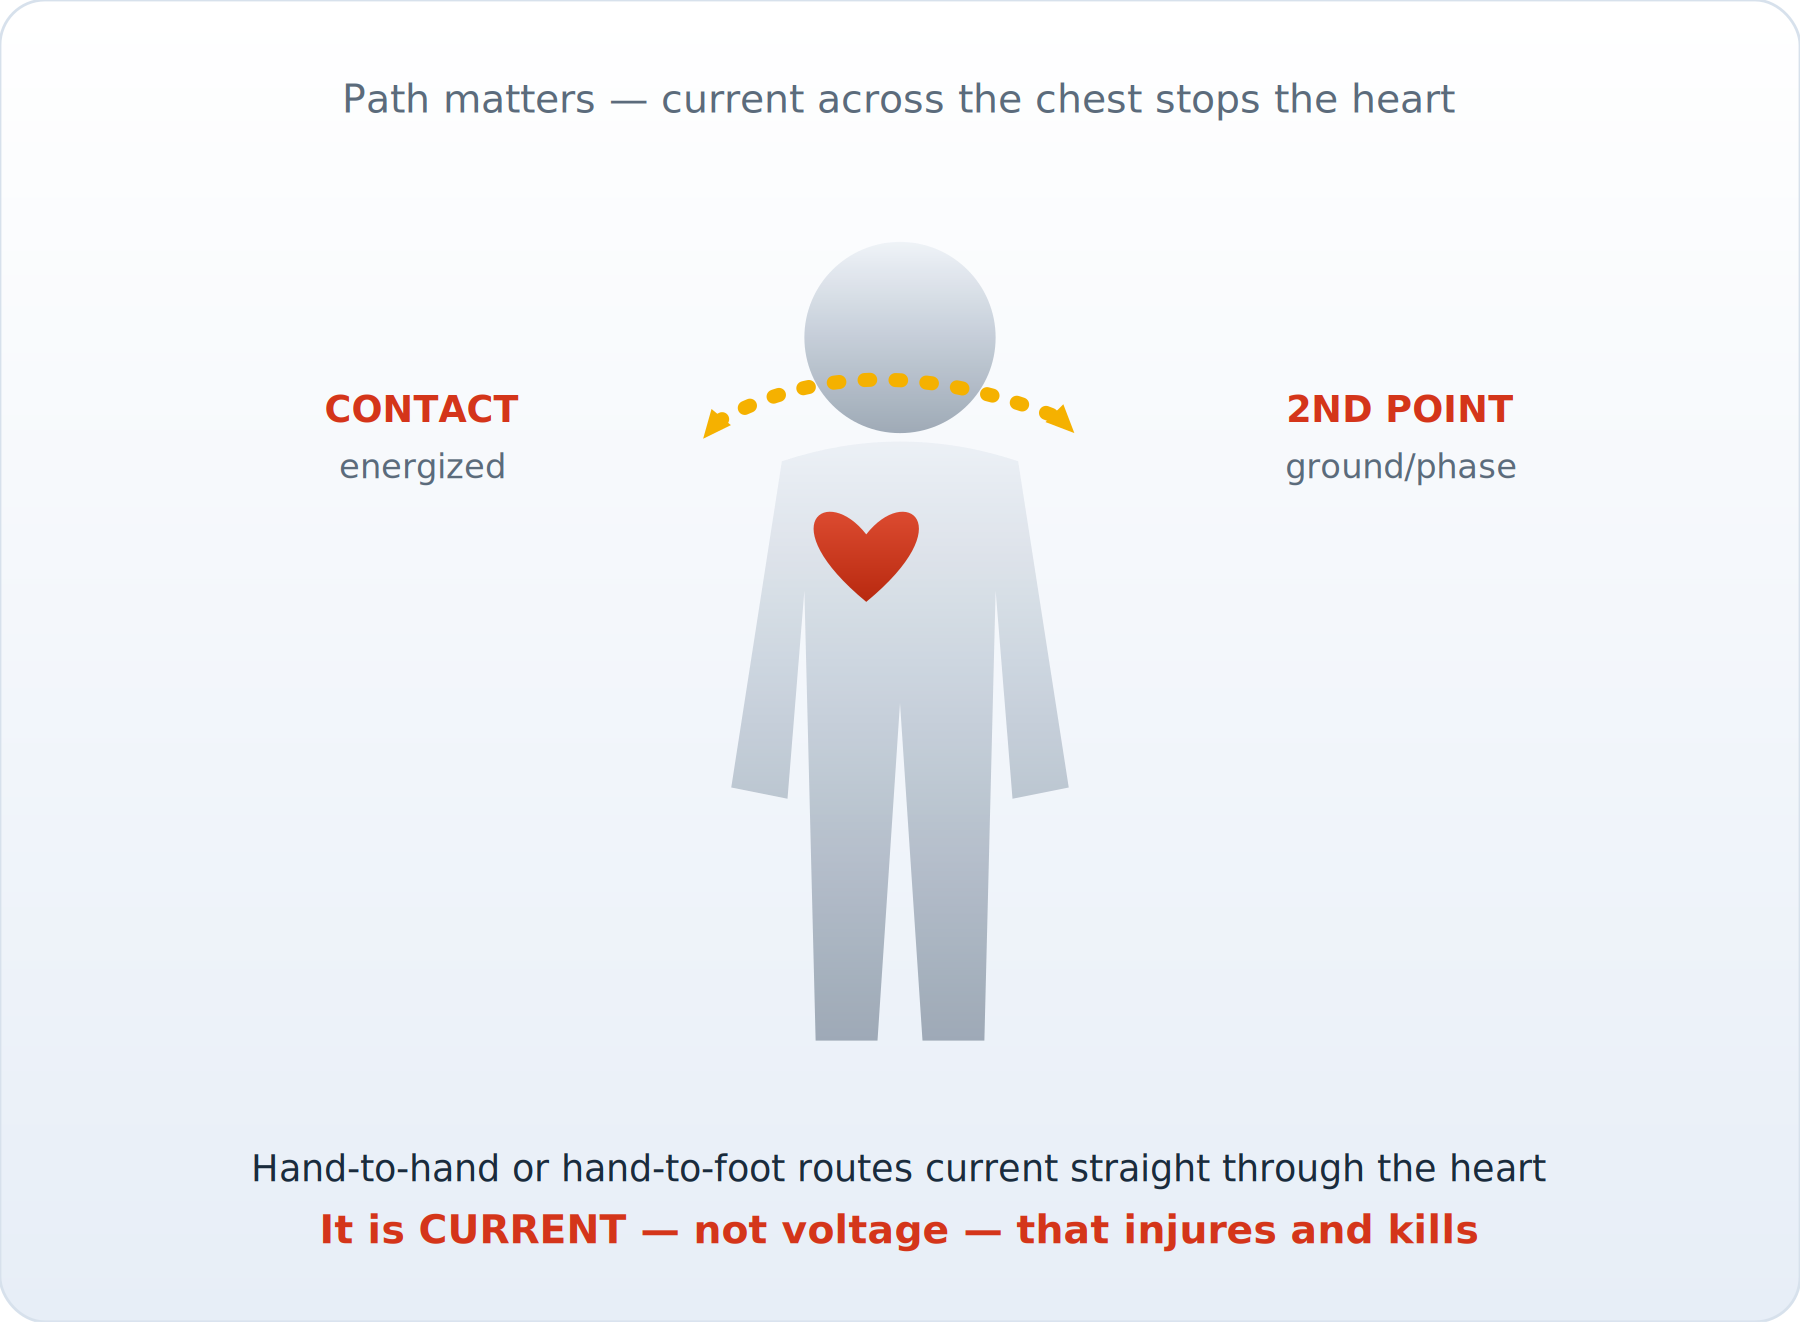 Path matters — current across the chest stops the heart
CONTACT
energized
2ND POINT
ground/phase
Hand-to-hand or hand-to-foot routes current straight through the heart
It is CURRENT — not voltage — that injures and kills